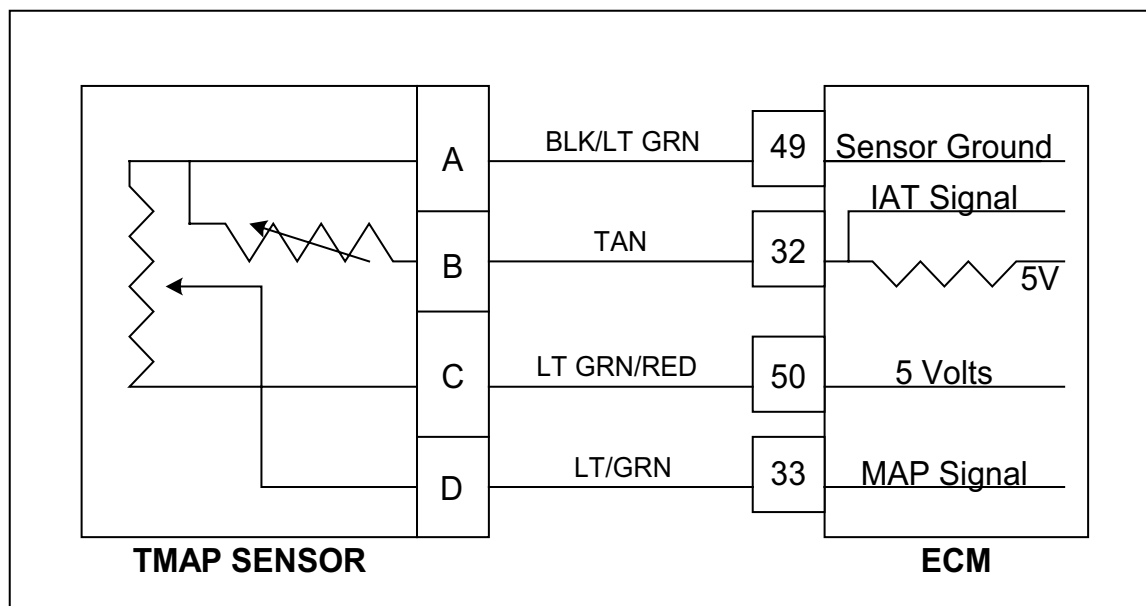 A
BLK/LT GRN
49
Sensor Ground
IAT Signal
B
TAN
32
5V
C
LT GRN/RED
50
5 Volts
D
LT/GRN
33
MAP Signal
TMAP SENSOR
ECM